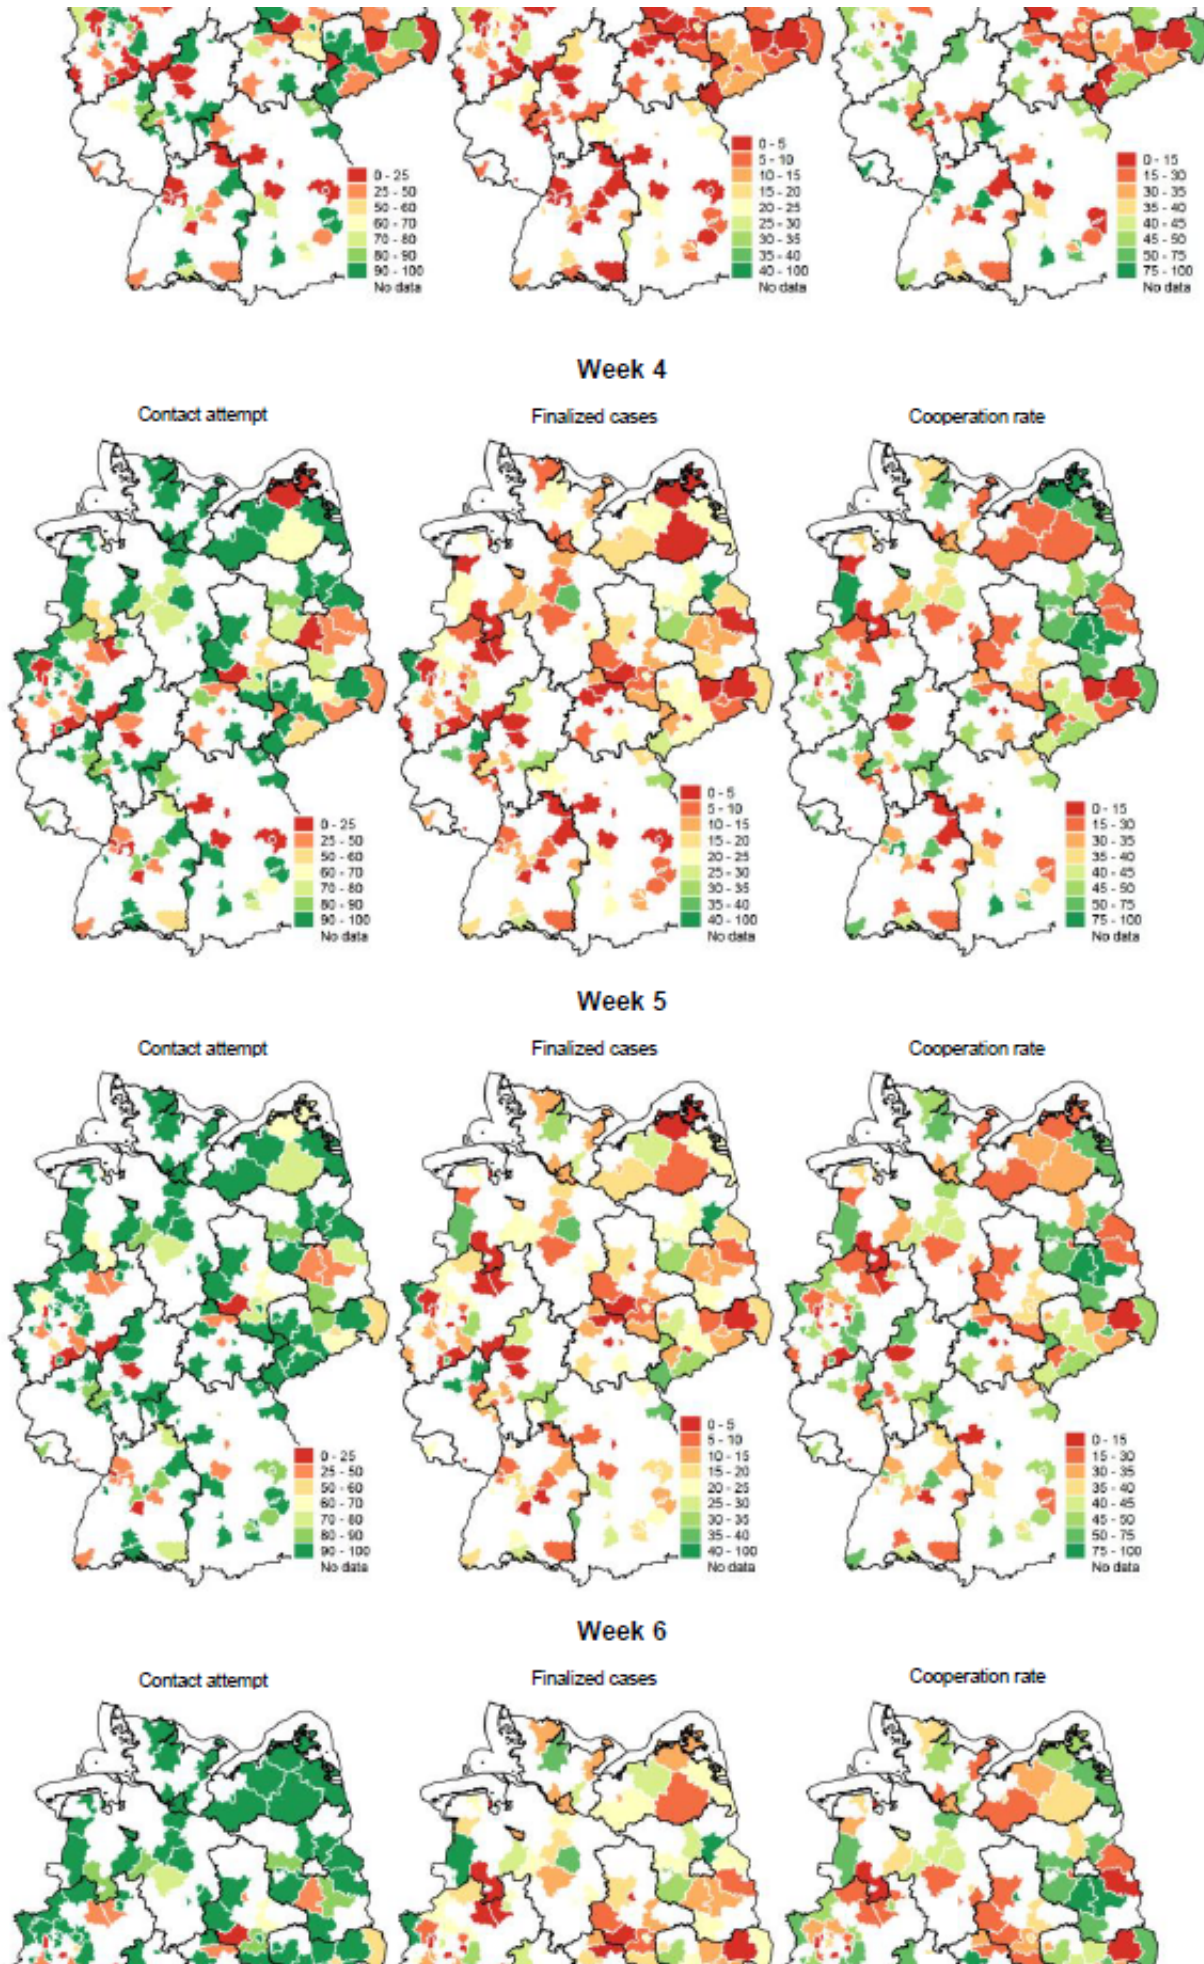 0 - 25
25 - 50
50 - 60
60 - 70
70 - 80
80 - 90
90 - 100
No data
0 - 5
5 - 10
10 - 15
15 - 20
20 - 25
25 - 30
30 - 35
35 - 40
40 - 100
No data
0 - 15
15 - 30
30 - 35
35 - 40
40 - 45
45 - 50
50 - 75
75 - 100
No data
Week 4
Contact attempt
Finalized cases
Cooperation rate
0 - 25
25 - 50
50 - 60
60 - 70
70 - 80
80 - 90
90 - 100
No data
0 - 5
5 - 10
10 - 15
15 - 20
20 - 25
25 - 30
30 - 35
35 - 40
40 - 100
No data
0 - 15
15 - 30
30 - 35
35 - 40
40 - 45
45 - 50
50 - 75
75 - 100
No data
Week 5
Contact attempt
Finalized cases
Cooperation rate
0 - 25
25 - 50
50 - 60
60 - 70
70 - 80
80 - 90
90 - 100
No data
0 - 5
5 - 10
10 - 15
15 - 20
20 - 25
25 - 30
30 - 35
35 - 40
40 - 100
No data
0 - 15
15 - 30
30 - 35
35 - 40
40 - 45
45 - 50
50 - 75
75 - 100
No data
Week 6
Contact attempt
Finalized cases
Cooperation rate